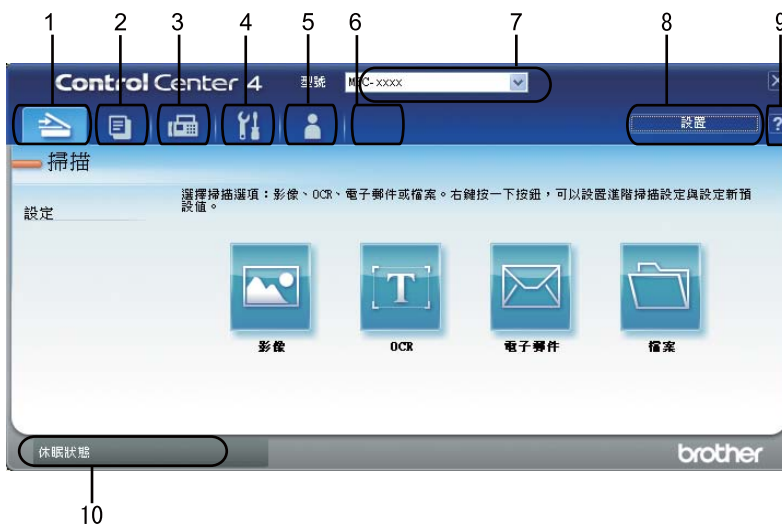 1 2 3 4 5 6 7 8 9
Control Center 4 型號 MFC-xxxx
設置 ?
掃描
選擇掃描選項：影像、OCR、電子郵件或檔案。右鍵按一下按鈕，可以設置進階掃描設定與設定新預
設值。
設定
T
影像 OCR 電子郵件 檔案
休眠狀態 brother
10